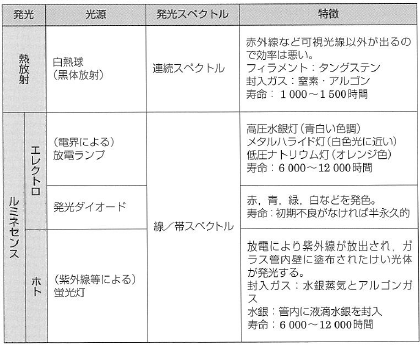 発光 光源 発光スペクトル 特徴
熱放射
白熱球
(黒体放射)
連続スペクトル
赤外線など可視光線以外が出るの
で効率は悪い。
フィラメント:タングステン
封入ガス:窒素・アルゴン
寿命:1000〜1500時間
ルミネセンス
エレクトロ
(電界による)
放電ランプ
線/帯スペクトル
高圧水銀灯(青白い色調)
メタルハライド灯(白色光に近い)
低圧ナトリウム灯(オレンジ色)
寿命:6000〜12000時間
発光ダイオード
赤,青,緑,白などを発色。
寿命:初期不良がなければ半永久的
ホト
(紫外線等による)
蛍光灯
放電により紫外線が放出され,ガ
ラス管内壁に塗布されたけい光体
が発光する。
封入ガス:水銀蒸気とアルゴンガ
ス
水銀:管内に液滴水銀を封入
寿命:6000〜12000時間